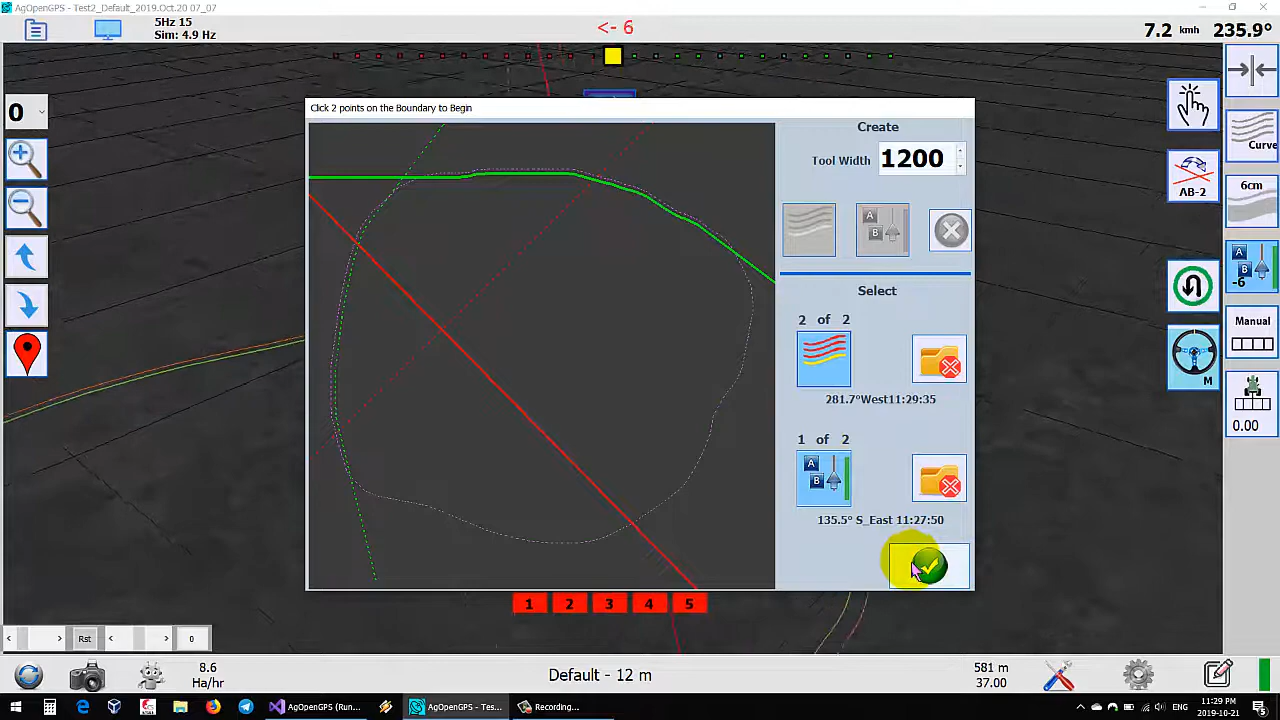 AgOpenGPS - Test2_Default_2019.Oct.20 07_07
5Hz 15
Sim: 4.9 Hz
<- 6
7.2 kmh 235.9°
0
Click 2 points on the Boundary to Begin
Create
Tool Width 1200
A
B
Select
2 of 2
281.7°West11:29:35
1 of 2
A
B
135.5° S_East 11:27:50
Curve
AB-2
6cm
A
B
-6
Manual
M
0.00
1 2 3 4 5
< > Rst < > 0
8.6
Ha/hr
Default - 12 m
581 m
37.00
AgOpenGPS (Run...
AgOpenGPS - Tes...
Recording...
11:29 PM
2019-10-21